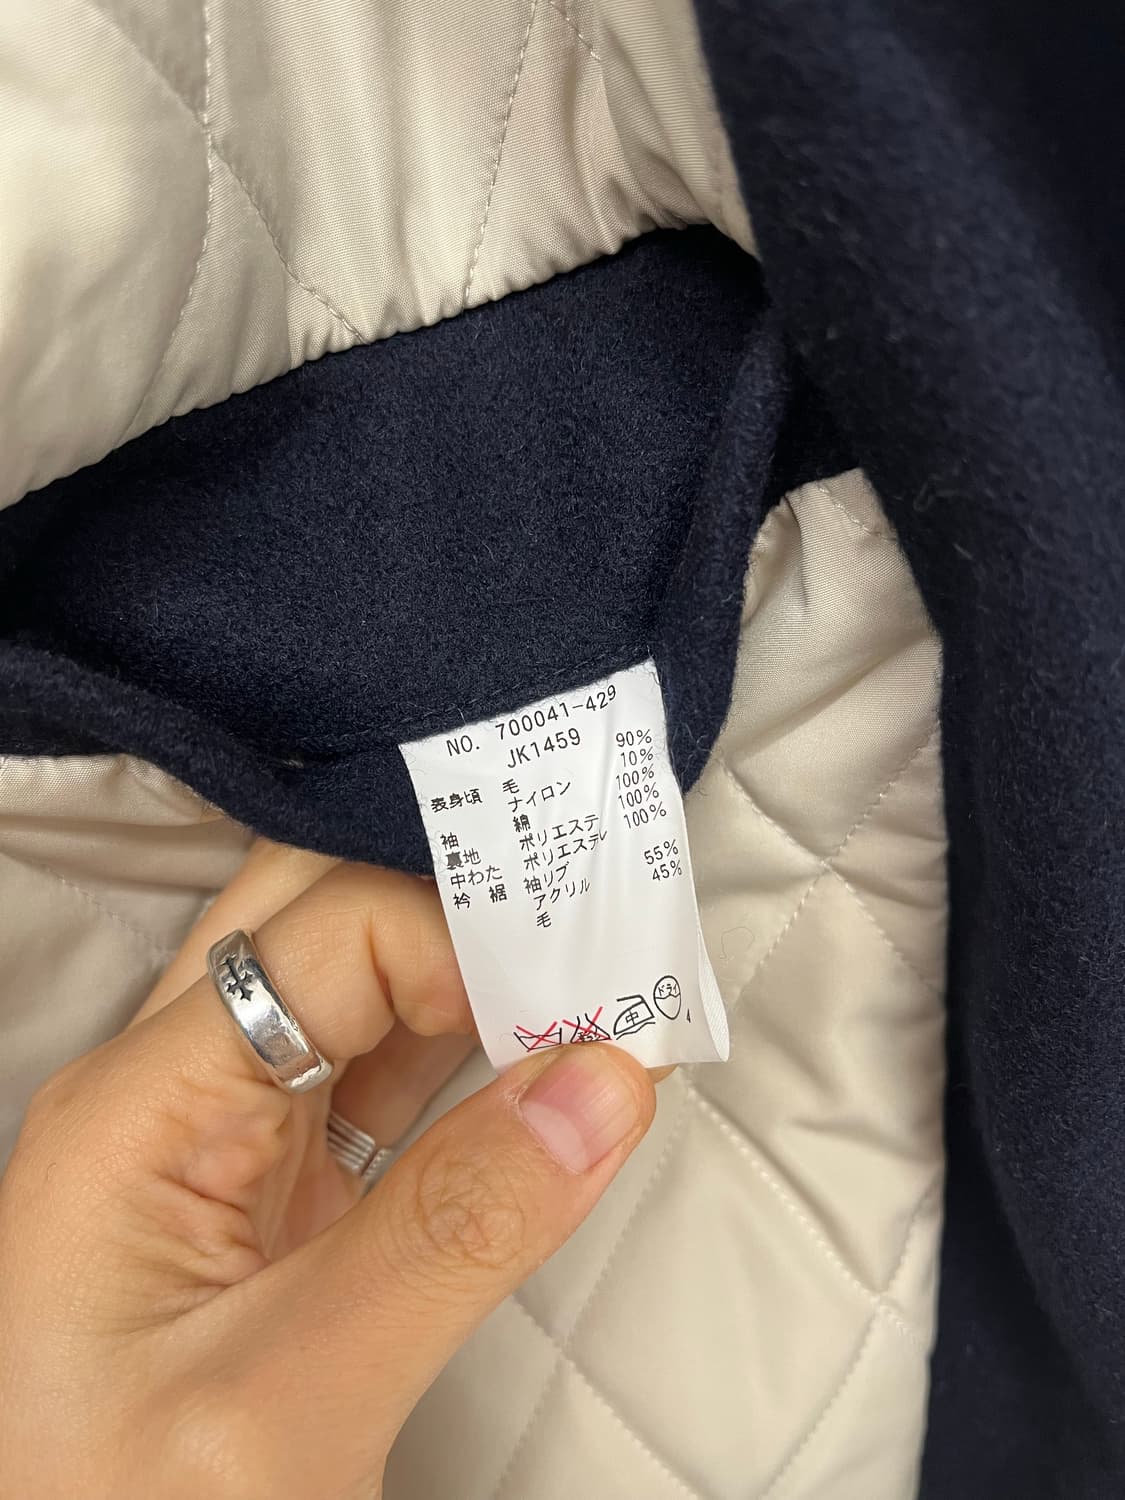 NO. 700041-429
JK1459
表身頃 毛 90%
ナイロン 10%
袖 綿 100%
裏地 ポリエステ 100%
中わた ポリエステル 100%
衿 裾 袖リブ
アクリル 55%
毛 45%
中 ドライ